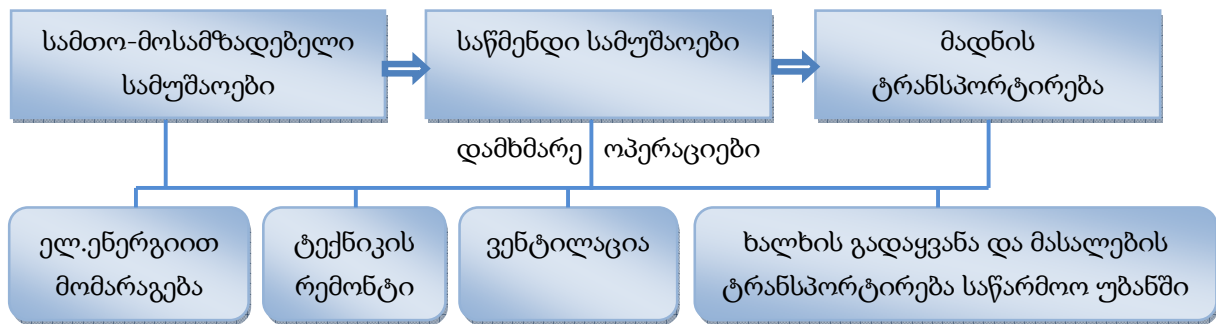 სამთო-მოსამზადებელი
სამუშაოები
საწმენდი სამუშაოები
მადნის
ტრანსპორტირება
დამხმარე ოპერაციები
ელ.ენერგიით
მომარაგება
ტექნიკის
რემონტი
ვენტილაცია
ხალხის გადაყვანა და მასალების
ტრანსპორტირება საწარმოო უბანში